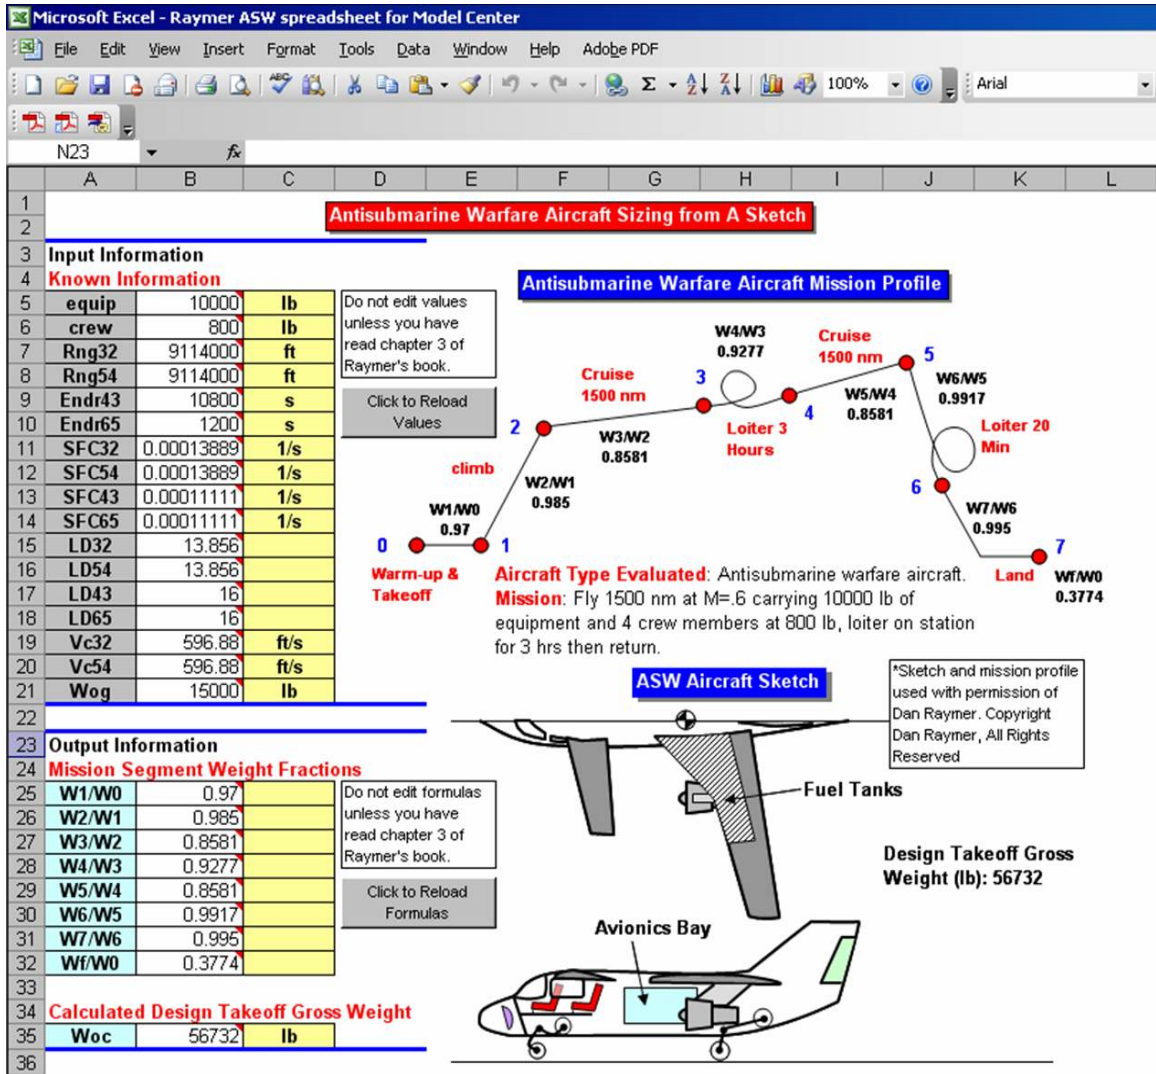 Microsoft Excel - Raymer ASW spreadsheet for Model Center
File Edit View Insert Format Tools Data Window Help Adobe PDF
100% Arial
N23 fx
A B C D E F G H I J K L
1
2
Antisubmarine Warfare Aircraft Sizing from A Sketch
3 Input Information
4 Known Information
5 equip 10000 lb
6 crew 800 lb
7 Rng32 9114000 ft
8 Rng54 9114000 ft
9 Endr43 10800 s
10 Endr65 1200 s
11 SFC32 0.00013889 1/s
12 SFC54 0.00013889 1/s
13 SFC43 0.00011111 1/s
14 SFC65 0.00011111 1/s
15 LD32 13.856
16 LD54 13.856
17 LD43 16
18 LD65 16
19 Vc32 596.88 ft/s
20 Vc54 596.88 ft/s
21 Wog 15000 lb
22
Do not edit values
unless you have
read chapter 3 of
Raymer's book.
Click to Reload
Values
Antisubmarine Warfare Aircraft Mission Profile
0
1
2
3
4
5
6
7
Warm-up &
Takeoff
W1/W0
0.97
climb
W2/W1
0.985
Cruise
1500 nm
W3/W2
0.8581
W4/W3
0.9277
Loiter 3
Hours
Cruise
1500 nm
W5/W4
0.8581
W6/W5
0.9917
Loiter 20
Min
W7/W6
0.995
Land
Wf/W0
0.3774
Aircraft Type Evaluated: Antisubmarine warfare aircraft.
Mission: Fly 1500 nm at M=.6 carrying 10000 lb of
equipment and 4 crew members at 800 lb, loiter on station
for 3 hrs then return.
ASW Aircraft Sketch
*Sketch and mission profile
used with permission of
Dan Raymer. Copyright
Dan Raymer, All Rights
Reserved
23 Output Information
24 Mission Segment Weight Fractions
25 W1/W0 0.97
26 W2/W1 0.985
27 W3/W2 0.8581
28 W4/W3 0.9277
29 W5/W4 0.8581
30 W6/W5 0.9917
31 W7/W6 0.995
32 Wf/W0 0.3774
33
34 Calculated Design Takeoff Gross Weight
35 Woc 56732 lb
36
Do not edit formulas
unless you have
read chapter 3 of
Raymer's book.
Click to Reload
Formulas
Fuel Tanks
Design Takeoff Gross
Weight (lb): 56732
Avionics Bay